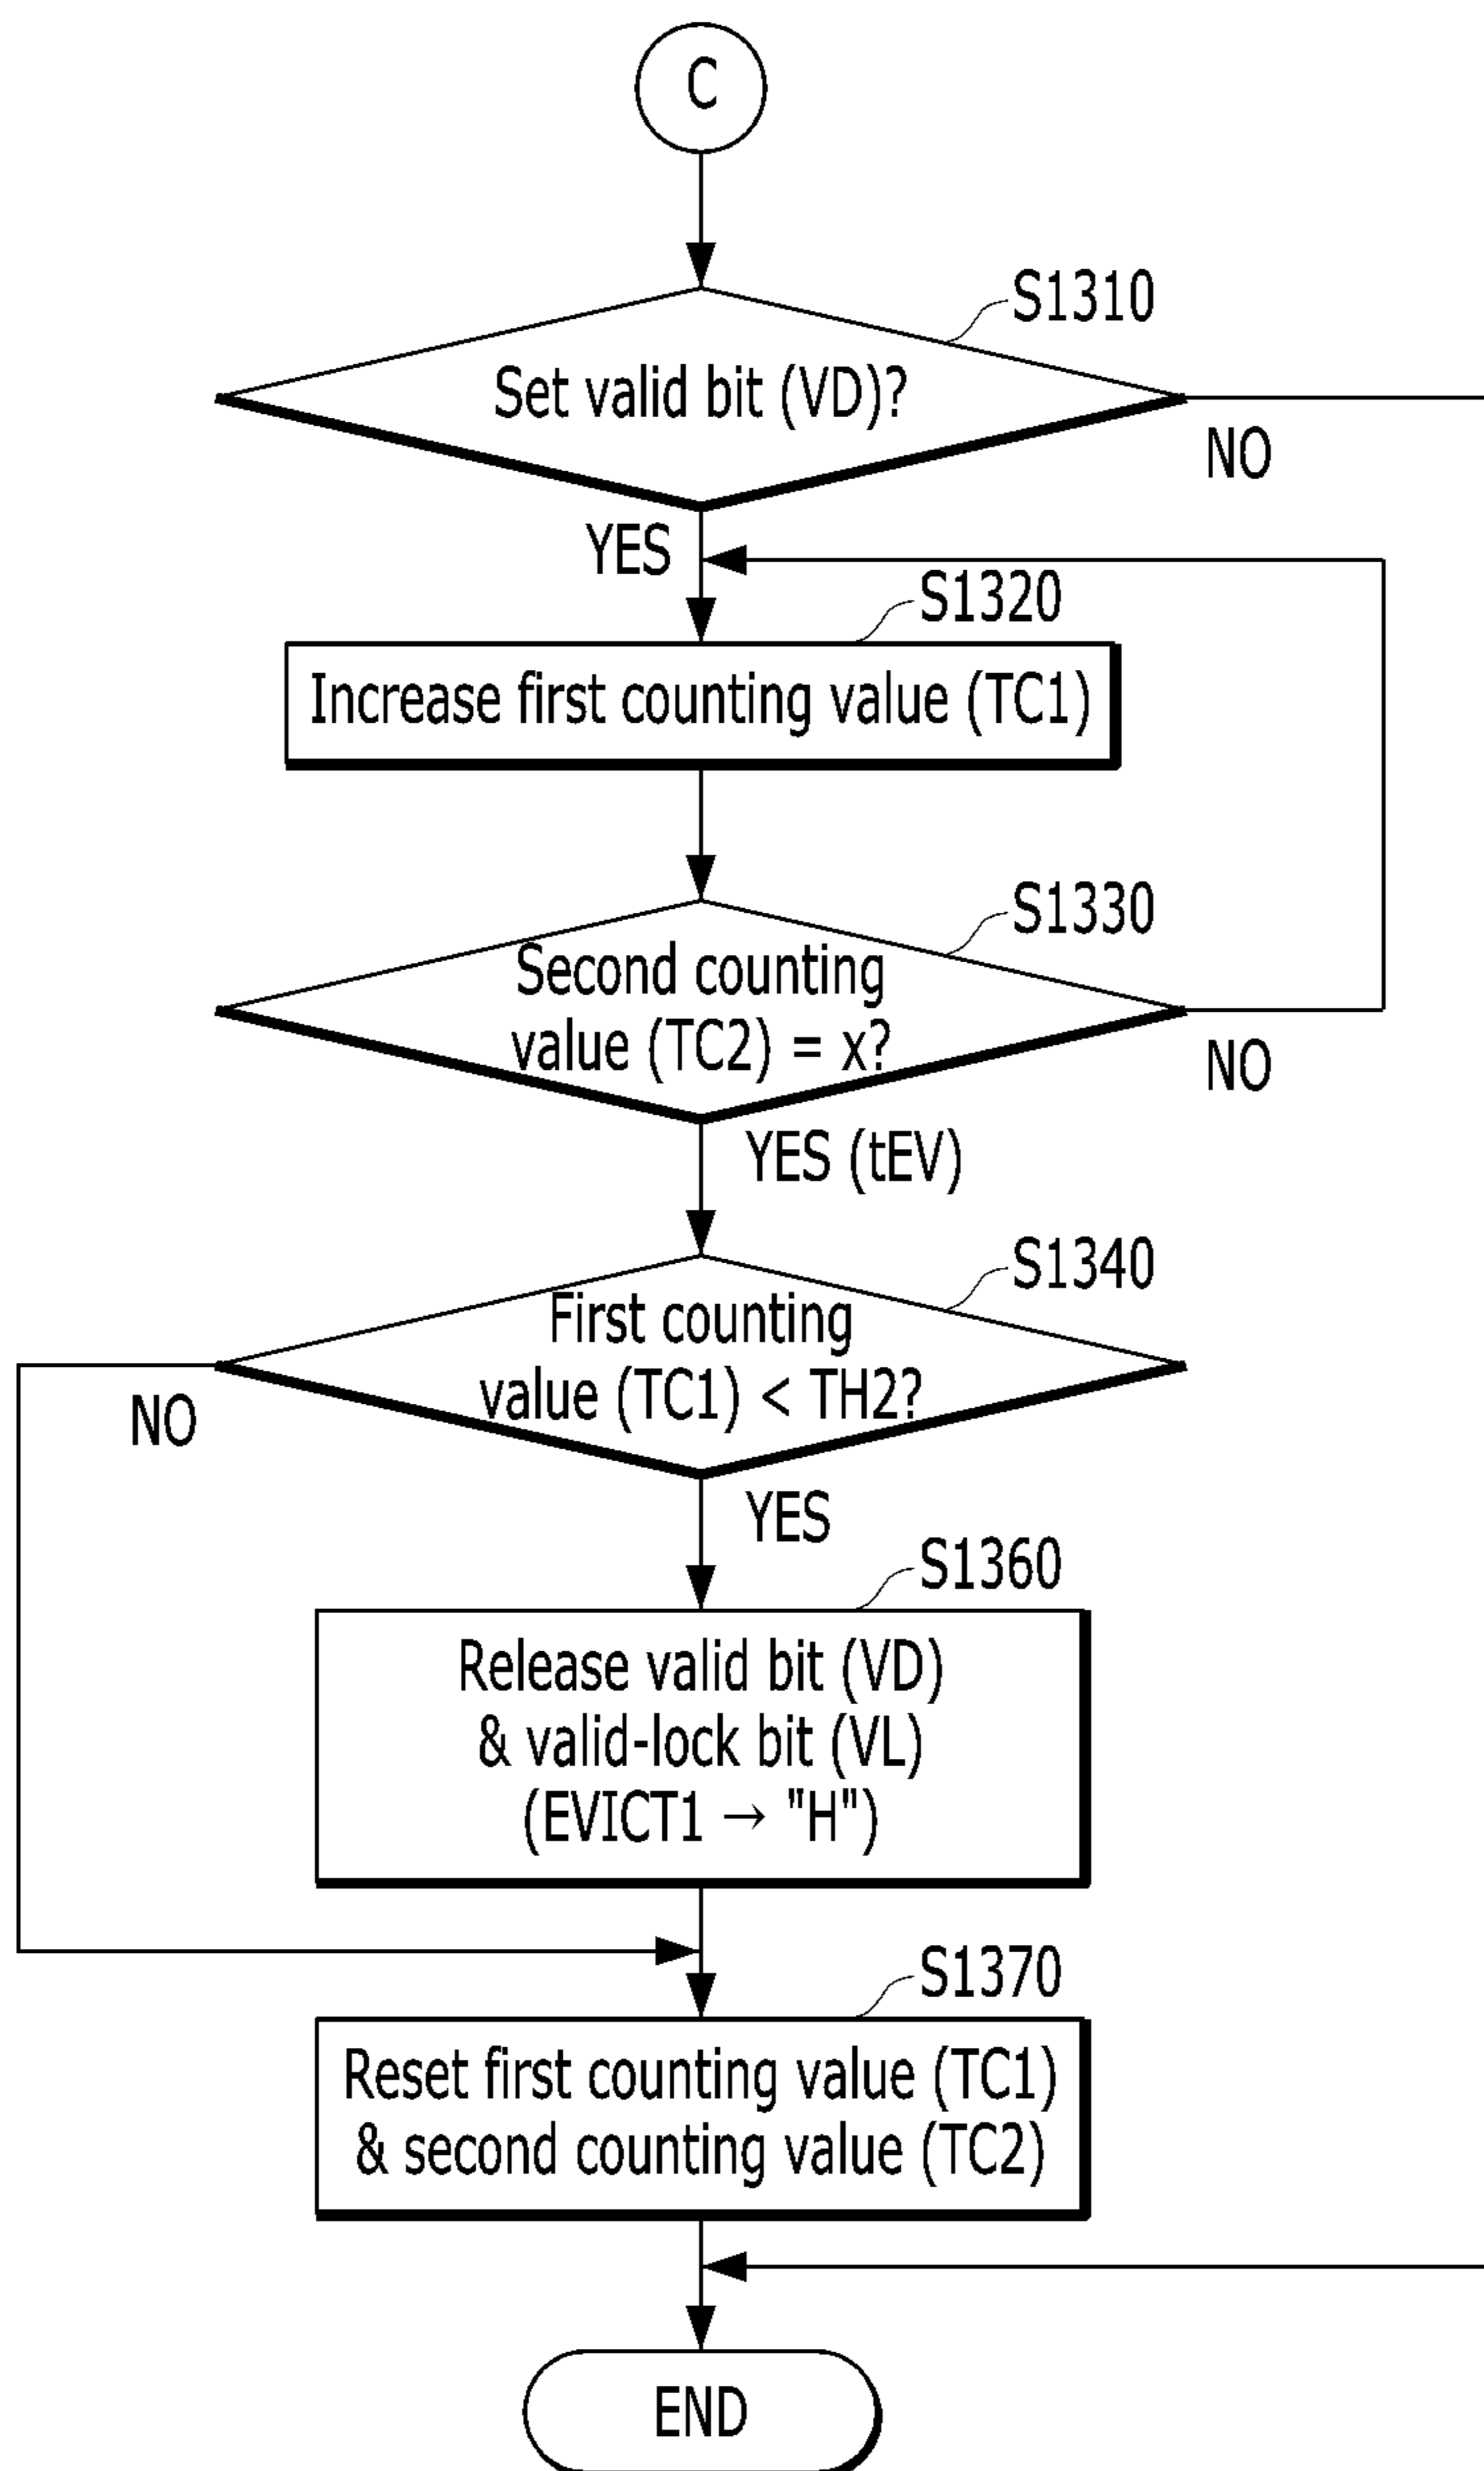 C
S1310
Set valid bit (VD)?
NO
YES
S1320
Increase first counting value (TC1)
S1330
Second counting
value (TC2) = x?
NO
YES (tEV)
S1340
First counting
value (TC1) < TH2?
NO
YES
S1360
Release valid bit (VD)
& valid-lock bit (VL)
(EVICT1 → "H")
S1370
Reset first counting value (TC1)
& second counting value (TC2)
END